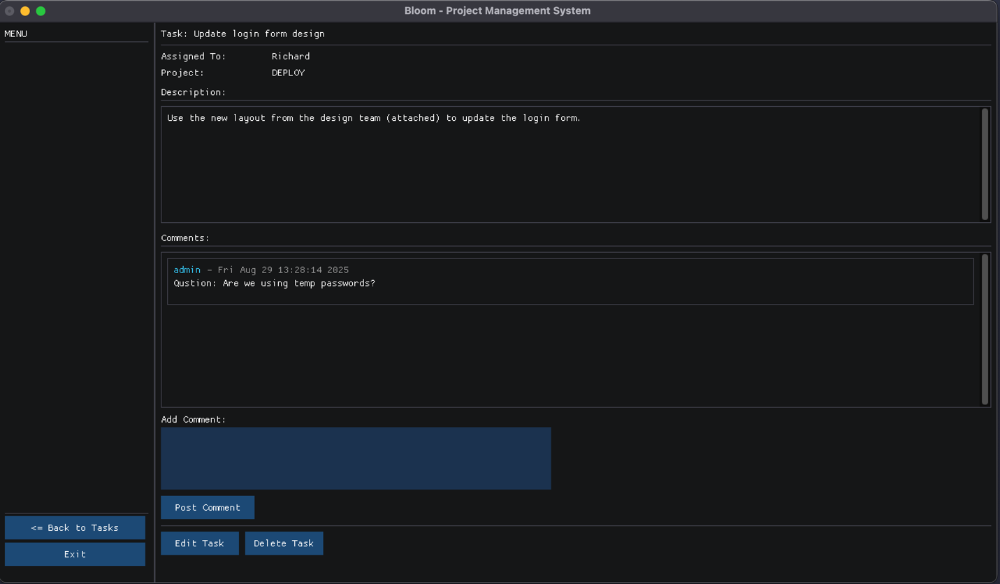 Bloom - Project Management System
MENU
Task: Update login form design
Assigned To: Richard
Project: DEPLOY
Description:
Use the new layout from the design team (attached) to update the login form.
Comments:
admin - Fri Aug 29 13:28:14 2025
Qustion: Are we using temp passwords?
Add Comment:
Post Comment
<= Back to Tasks
Exit
Edit Task
Delete Task